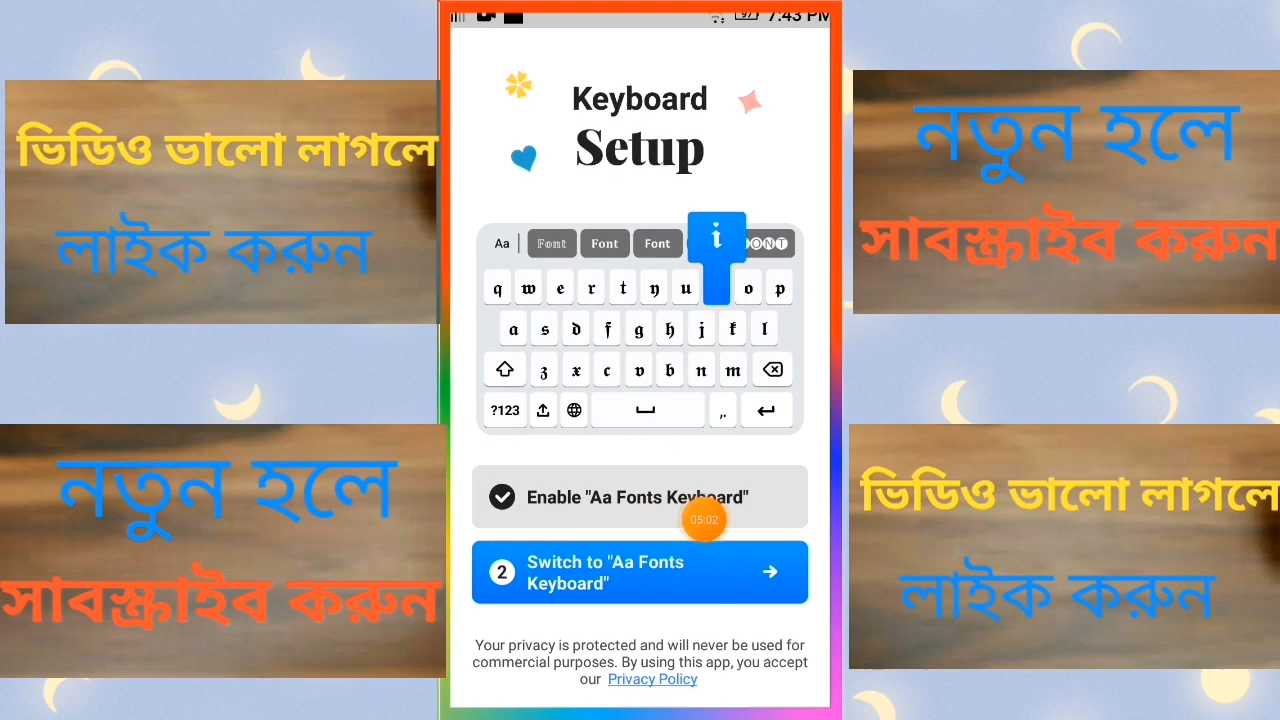 7:43 PM
97
ভিডিও ভালো লাগলে
লাইক করুন
নতুন হলে
সাবস্ক্রাইব করুন
Keyboard
Setup
Aa Font Font Font
i
q w e r t y u o p
a s d f g h j k l
z x c v b n m
?123 ,.
Enable "Aa Fonts Keyboard"
05:02
2 Switch to "Aa Fonts
Keyboard"
Your privacy is protected and will never be used for
commercial purposes. By using this app, you accept
our Privacy Policy
নতুন হলে
সাবস্ক্রাইব করুন
ভিডিও ভালো লাগলে
লাইক করুন